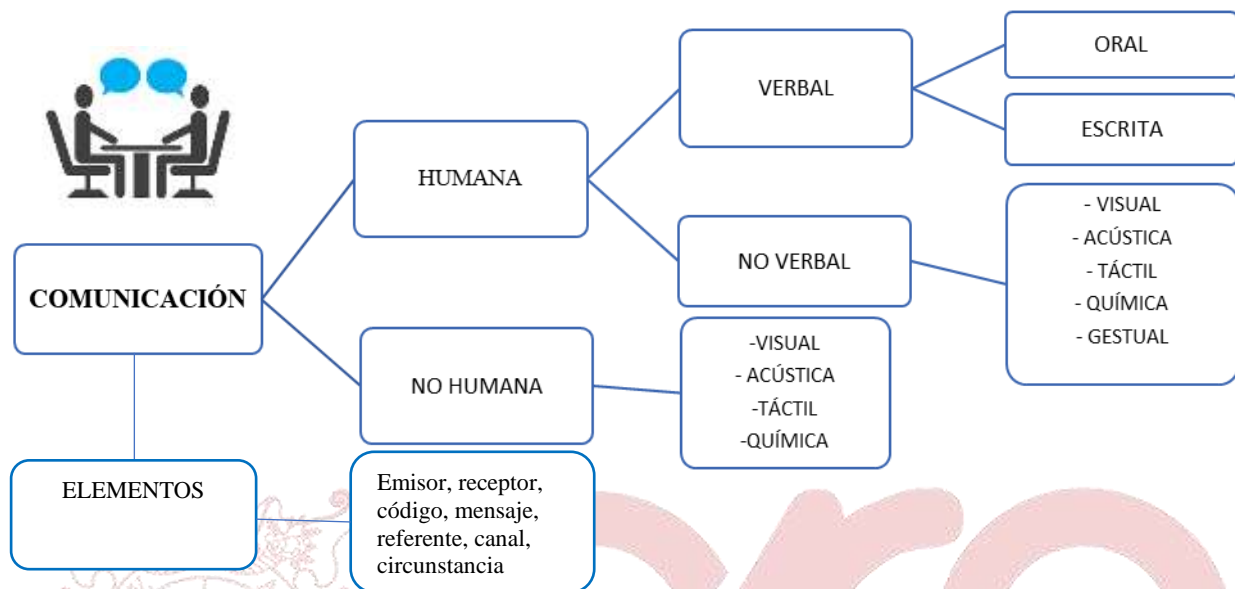 COMUNICACIÓN
HUMANA
VERBAL
ORAL
ESCRITA
NO VERBAL
- VISUAL
- ACÚSTICA
- TÁCTIL
- QUÍMICA
- GESTUAL
NO HUMANA
-VISUAL
- ACÚSTICA
-TÁCTIL
-QUÍMICA
ELEMENTOS
Emisor, receptor,
código, mensaje,
referente, canal,
circunstancia